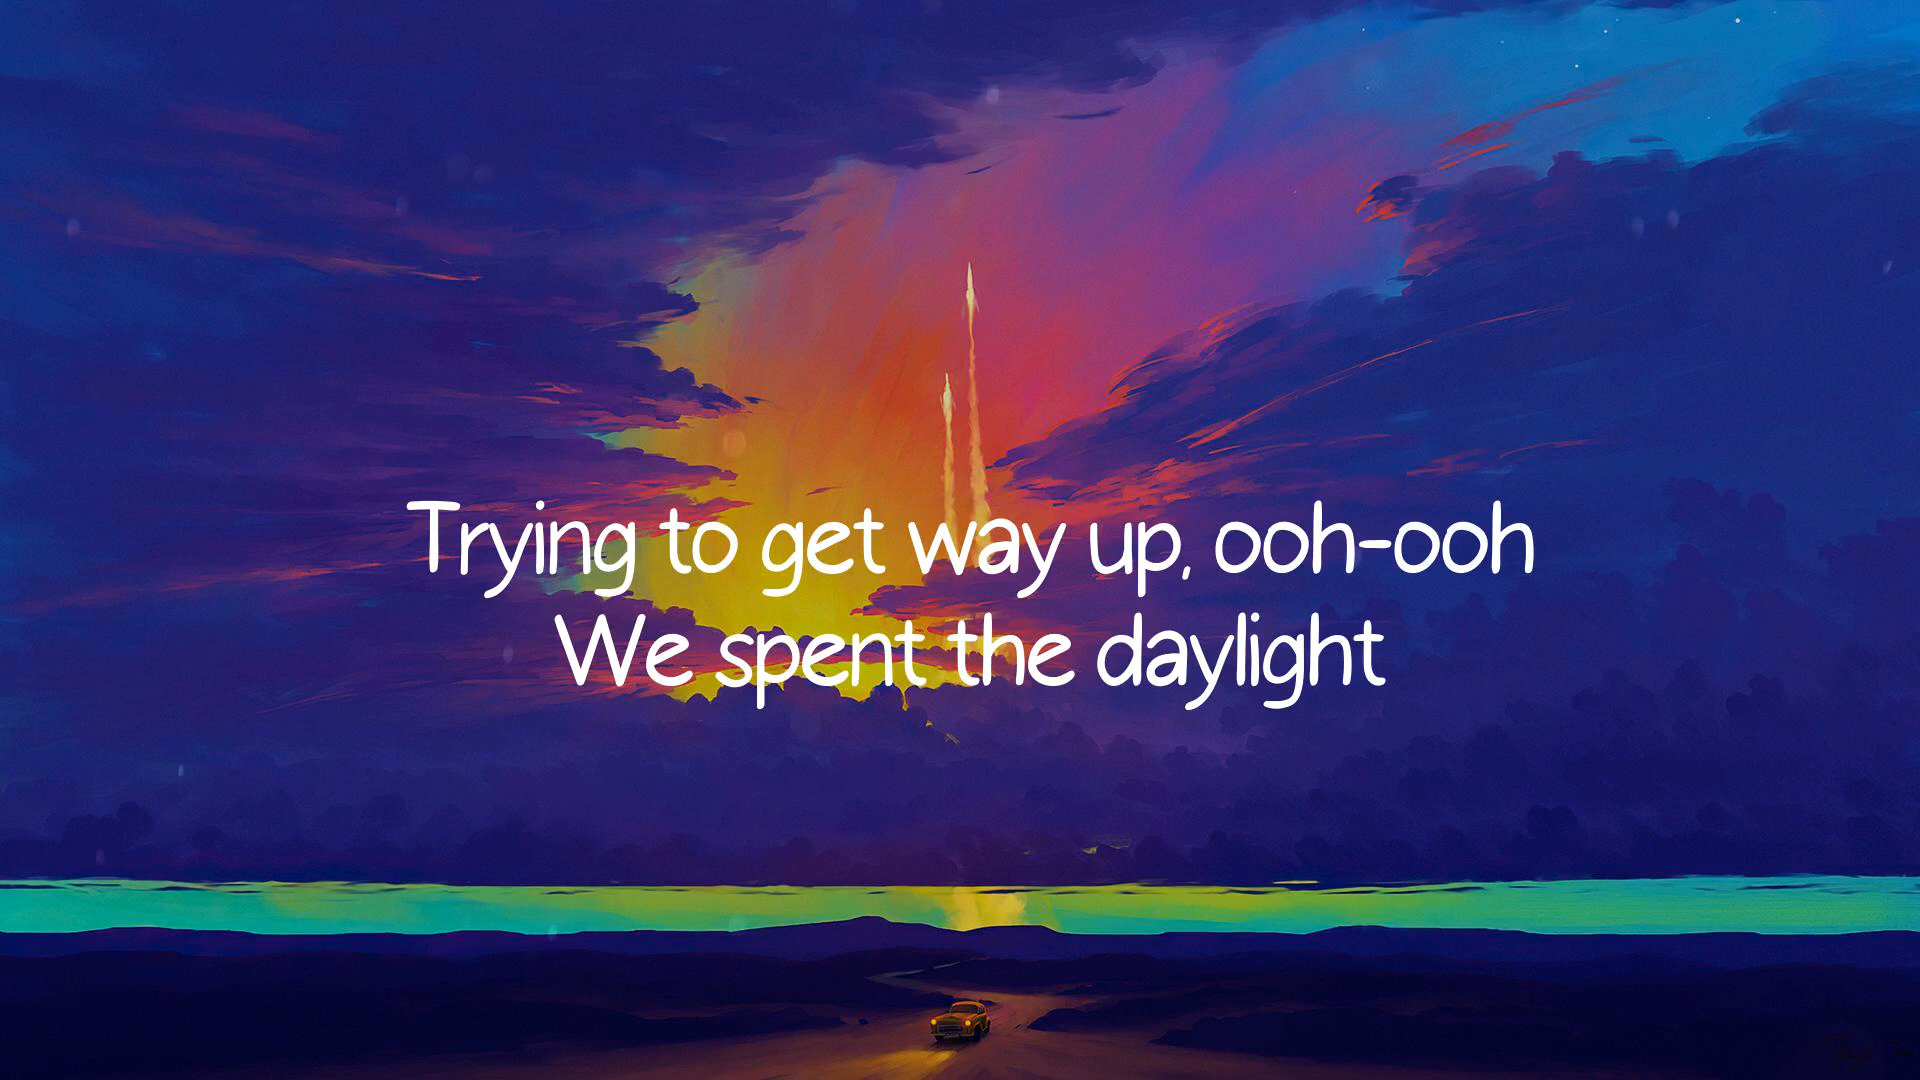 Trying to get way up, ooh-ooh
We spent the daylight